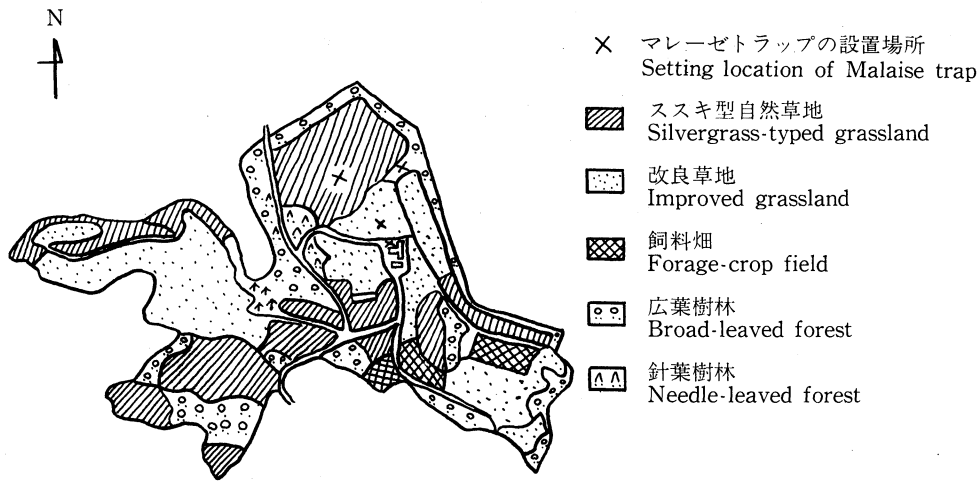 N
マレーゼトラップの設置場所
Setting location of Malaise trap
ススキ型自然草地
Silvergrass-typed grassland
改良草地
Improved grassland
飼料畑
Forage-crop field
広葉樹林
Broad-leaved forest
針葉樹林
Needle-leaved forest